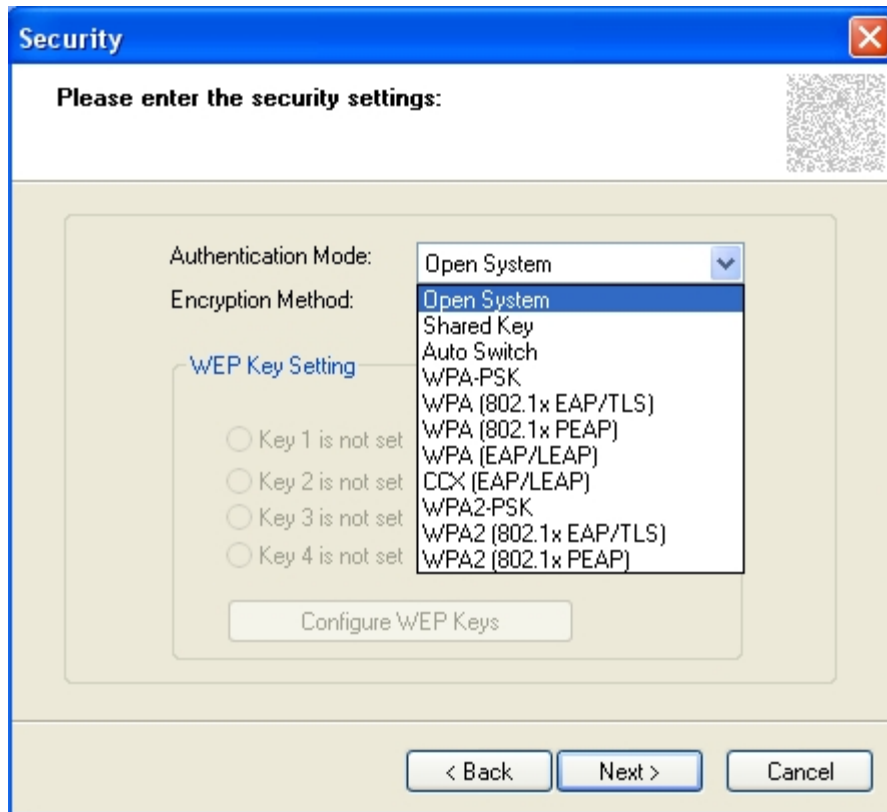 Security
Please enter the security settings:
Authentication Mode:
Open System
Encryption Method:
Open System
Shared Key
Auto Switch
WPA-PSK
WPA (802.1x EAP/TLS)
WPA (802.1x PEAP)
WPA (EAP/LEAP)
CCX (EAP/LEAP)
WPA2-PSK
WPA2 (802.1x EAP/TLS)
WPA2 (802.1x PEAP)
WEP Key Setting
Key 1 is not set
Key 2 is not set
Key 3 is not set
Key 4 is not set
Configure WEP Keys
< Back
Next >
Cancel